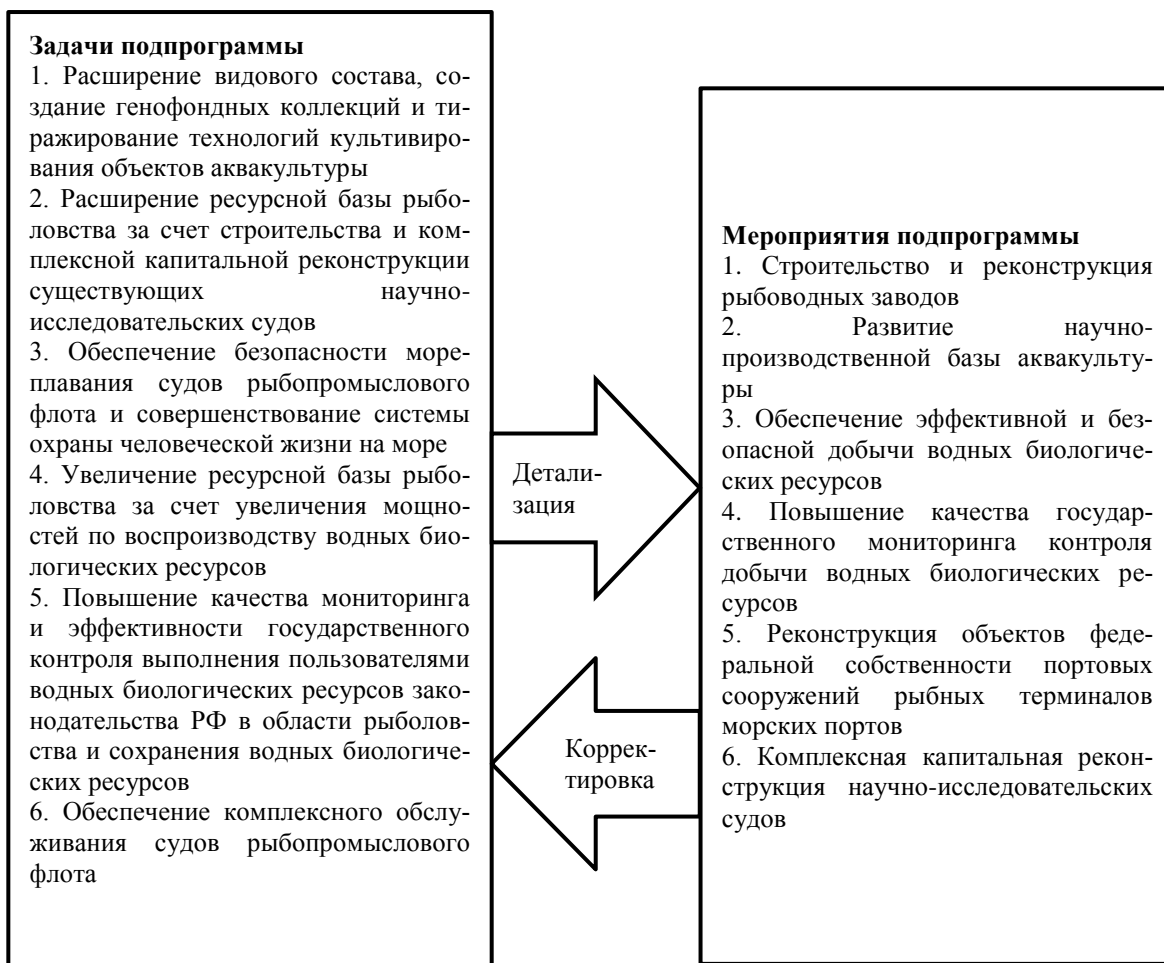 Задачи подпрограммы
1. Расширение видового состава, со-
здание генофондных коллекций и ти-
ражирование технологий культивиро-
вания объектов аквакультуры
2. Расширение ресурсной базы рыбо-
ловства за счет строительства и ком-
плексной капитальной реконструкции
существующих научно-
исследовательских судов
3. Обеспечение безопасности море-
плавания судов рыбопромыслового
флота и совершенствование системы
охраны человеческой жизни на море
4. Увеличение ресурсной базы рыбо-
ловства за счет увеличения мощно-
стей по воспроизводству водных био-
логических ресурсов
5. Повышение качества мониторинга
и эффективности государственного
контроля выполнения пользователями
водных биологических ресурсов зако-
нодательства РФ в области рыболов-
ства и сохранения водных биологиче-
ских ресурсов
6. Обеспечение комплексного обслу-
живания судов рыбопромыслового
флота
Детали-
зация
Коррек-
тировка
Мероприятия подпрограммы
1. Строительство и реконструкция
рыбоводных заводов
2. Развитие научно-
производственной базы аквакульту-
ры
3. Обеспечение эффективной и без-
опасной добычи водных биологиче-
ских ресурсов
4. Повышение качества государ-
ственного мониторинга контроля
добычи водных биологических ре-
сурсов
5. Реконструкция объектов феде-
ральной собственности портовых
сооружений рыбных терминалов
морских портов
6. Комплексная капитальная рекон-
струкция научно-исследовательских
судов